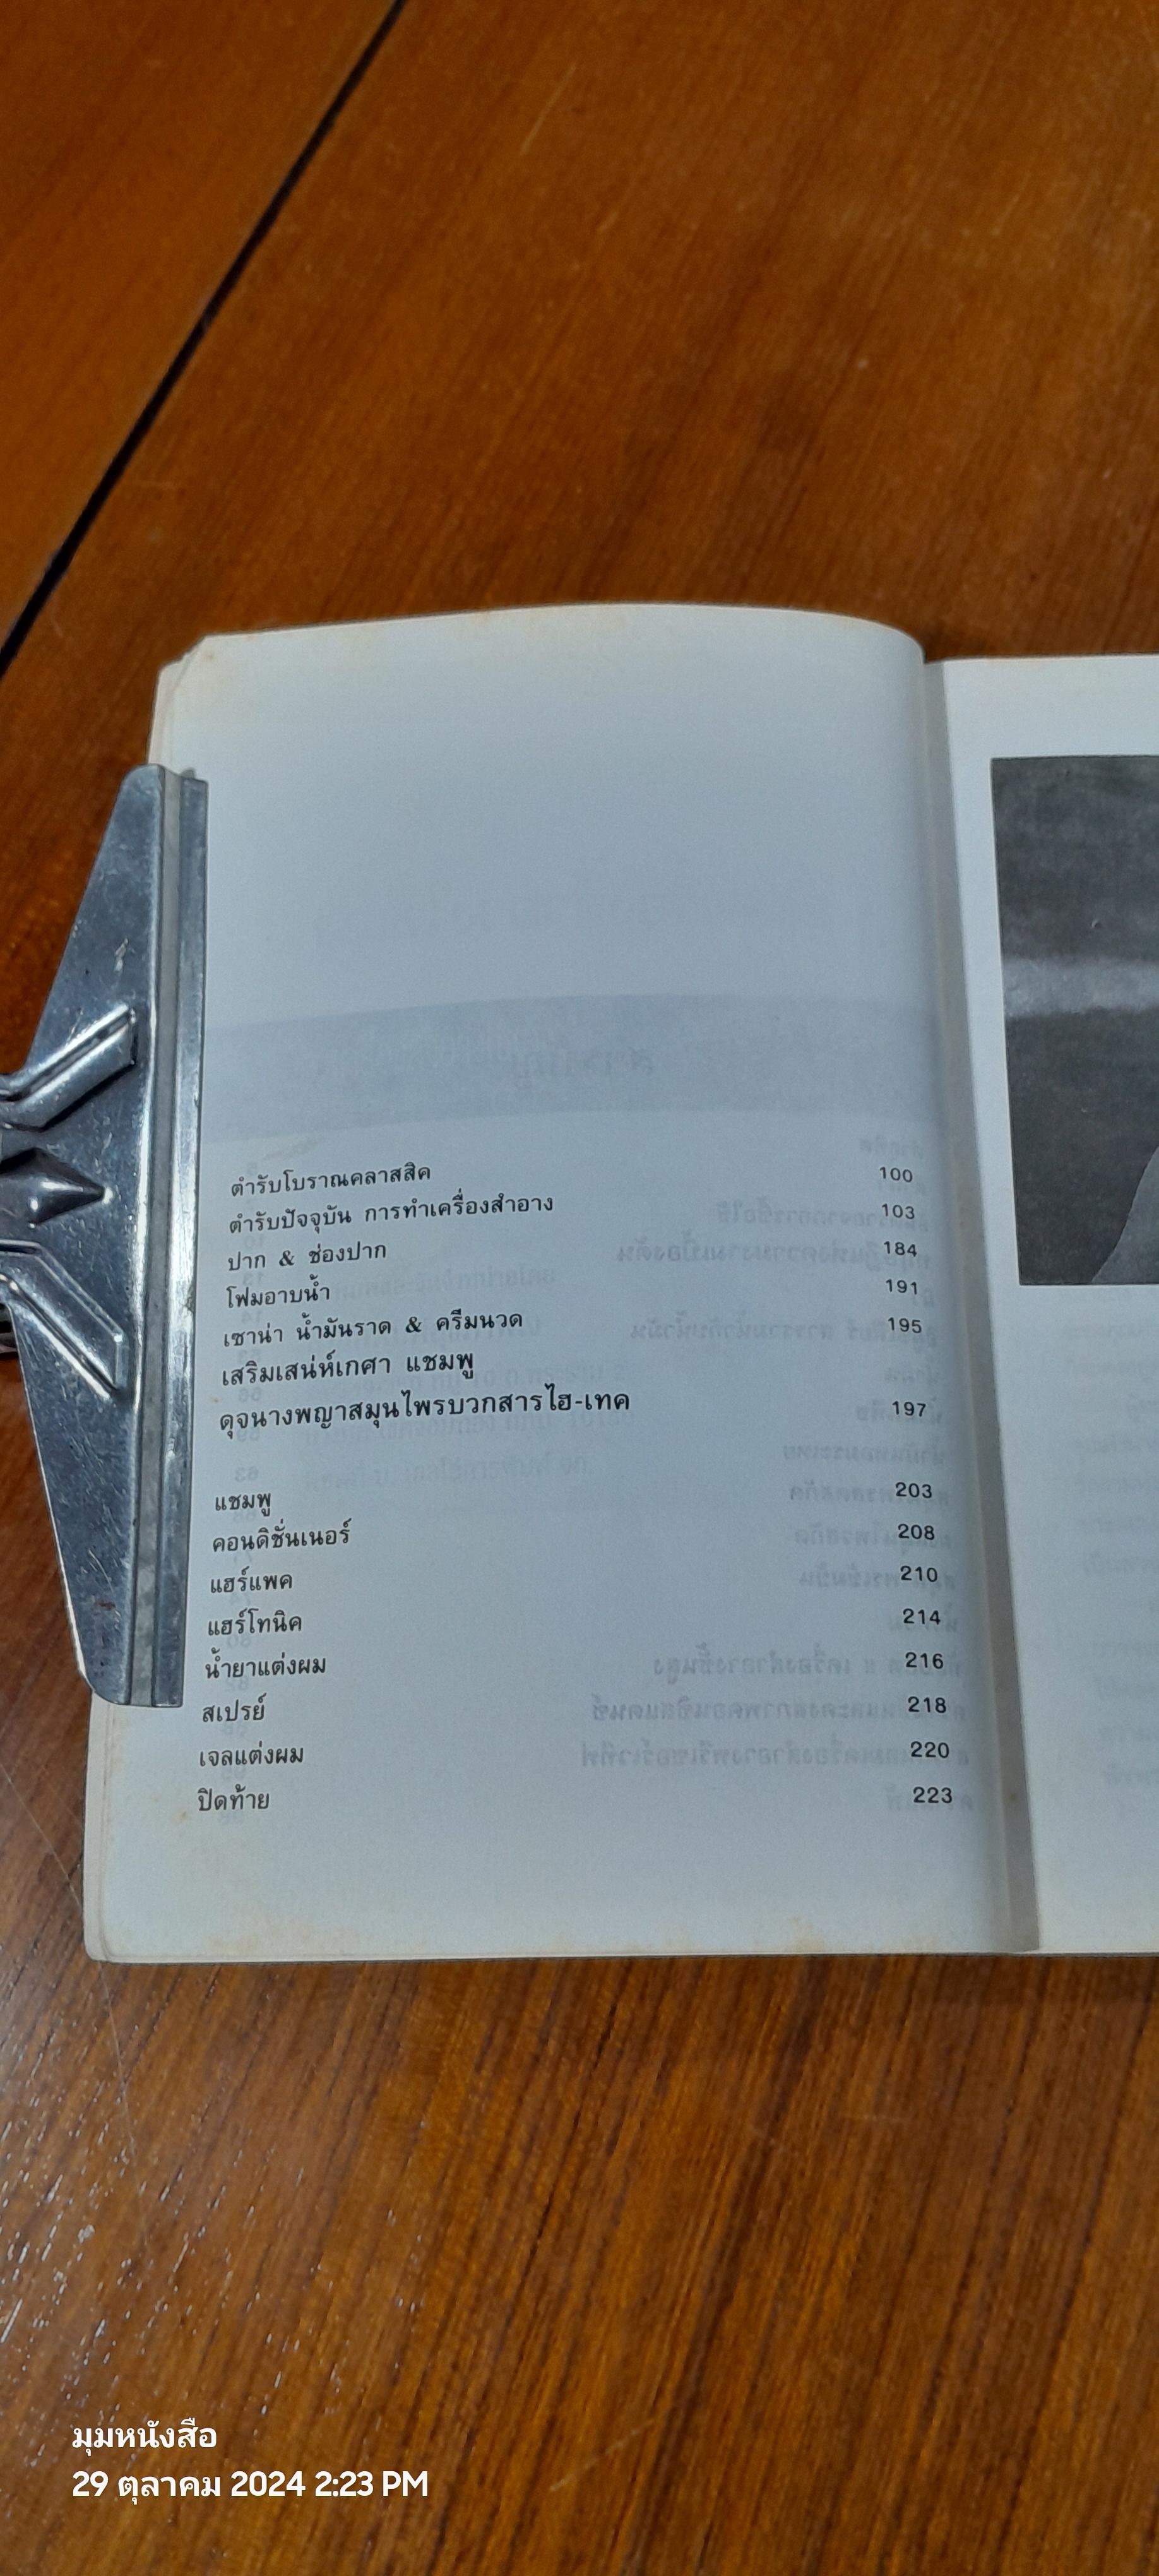 ตำรับโบราณคลาสสิค 100
ตำรับปัจจุบัน การทำเครื่องสำอาง 103
ปาก & ช่องปาก 184
โฟมอาบน้ำ 191
เซาน่า น้ำมันราด & ครีมนวด 195
เสริมเสน่ห์เกศา แชมพู
ดุจนางพญาสมุนไพรบวกสารไฮ-เทค 197
แชมพู 203
คอนดิชั่นเนอร์ 208
แฮร์แพค 210
แฮร์โทนิค 214
น้ำยาแต่งผม 216
สเปรย์ 218
เจลแต่งผม 220
ปิดท้าย 223
มุมหนังสือ
29 ตุลาคม 2024 2:23 PM